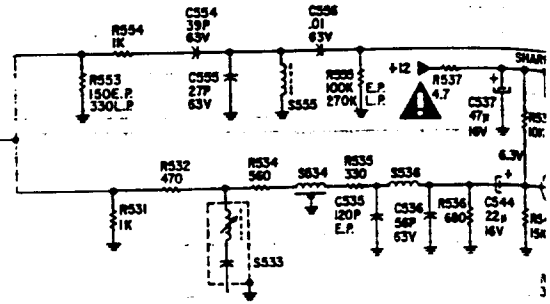 C554
39P
63V
C556
.01
63V
R554
1K
R553
150E.P.
330L.P.
C555
27P
63V
S555
R555
100K E.P.
270K L.P.
+12
R537
4.7
SHARP
C537
47µ
16V
10K
6.3V
R532
470
R534
560
S534
R535
330
S536
R531
1K
S533
C535
120P
E.P.
C536
56P
63V
R536
680
C544
22µ
16V
15K